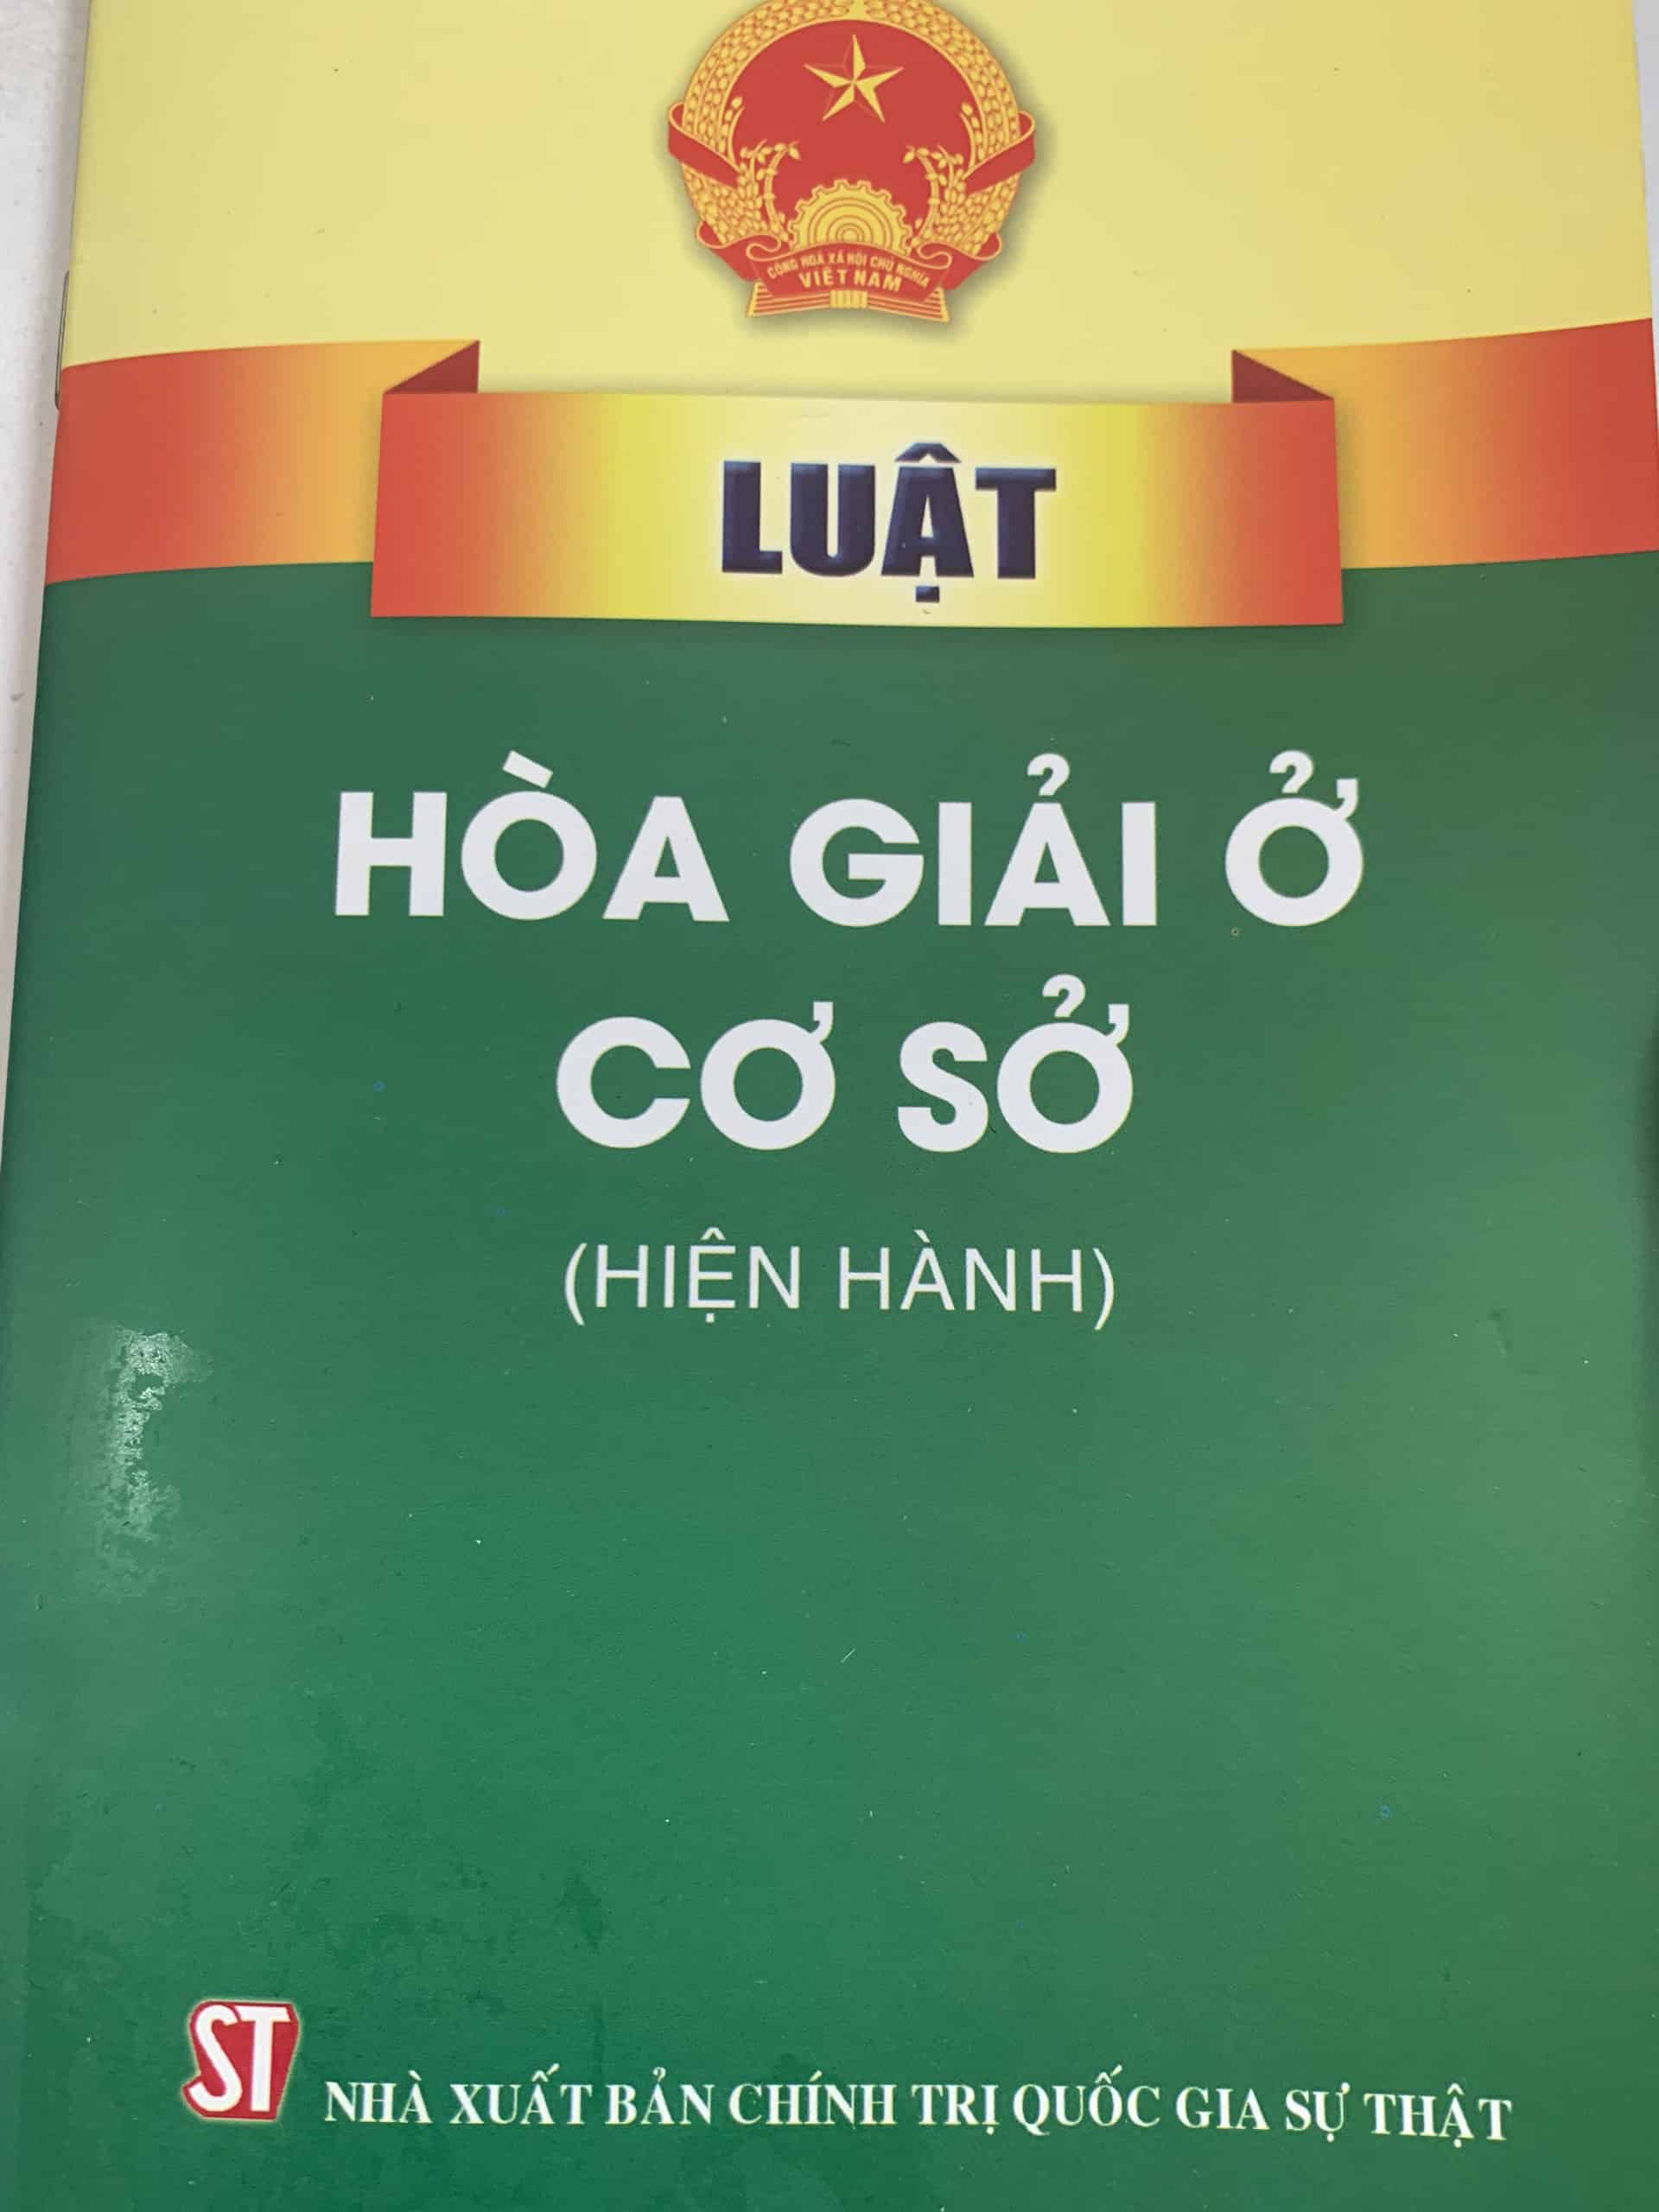 CỘNG HOÀ XÃ HỘI CHỦ NGHĨA
VIỆT NAM
LUẬT
HÒA GIẢI Ở
CƠ SỞ
(HIỆN HÀNH)
ST
NHÀ XUẤT BẢN CHÍNH TRỊ QUỐC GIA SỰ THẬT